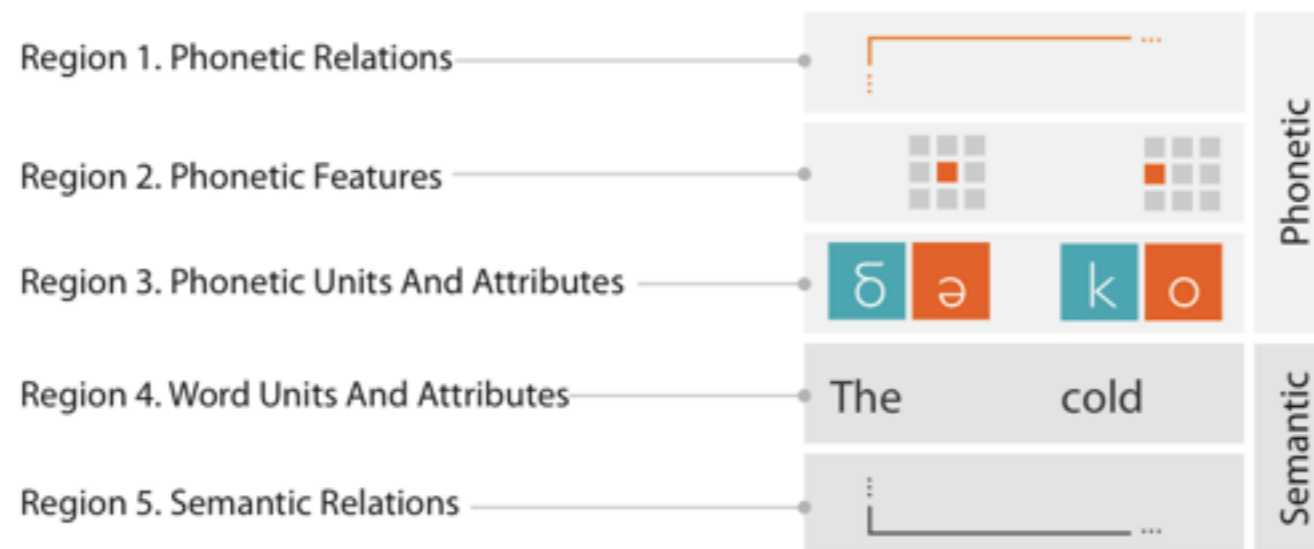 Region 1. Phonetic Relations
Region 2. Phonetic Features
Region 3. Phonetic Units And Attributes
δ ə k o
Region 4. Word Units And Attributes
The cold
Region 5. Semantic Relations
Phonetic
Semantic